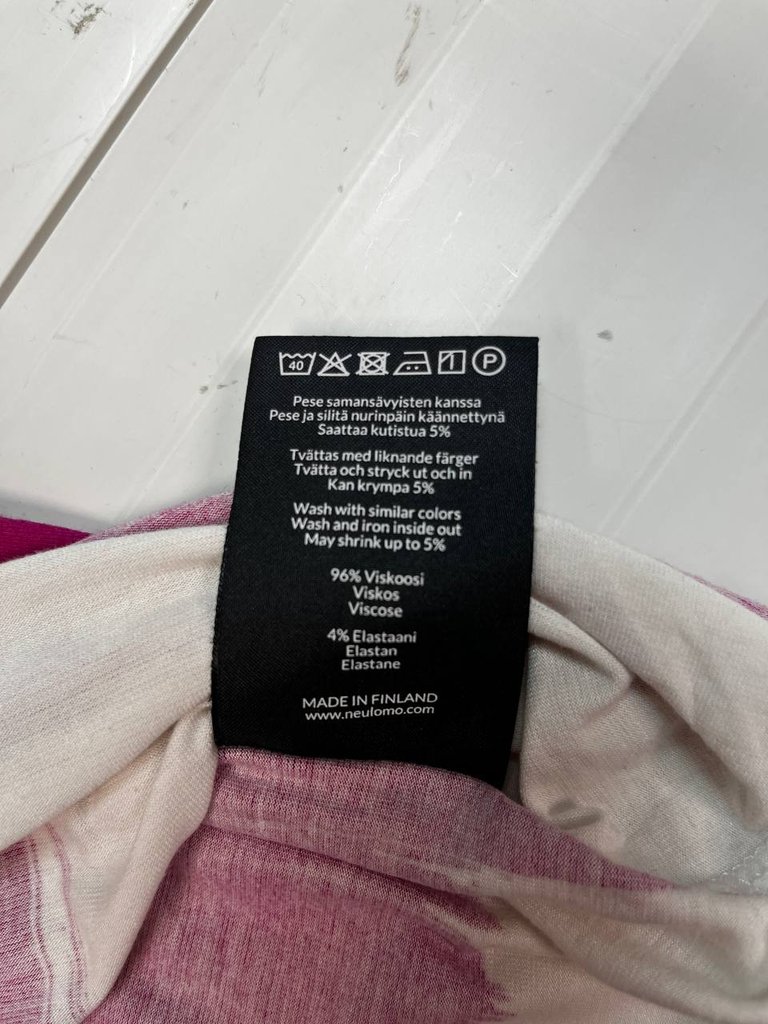 40 P
Pese samansävyisten kanssa
Pese ja silitä nurinpäin käännettynä
Saattaa kutistua 5%
Tvättas med liknande färger
Tvätta och stryck ut och in
Kan krympa 5%
Wash with similar colors
Wash and iron inside out
May shrink up to 5%
96% Viskoosi
Viskos
Viscose
4% Elastaani
Elastan
Elastane
MADE IN FINLAND
www.neulomo.com